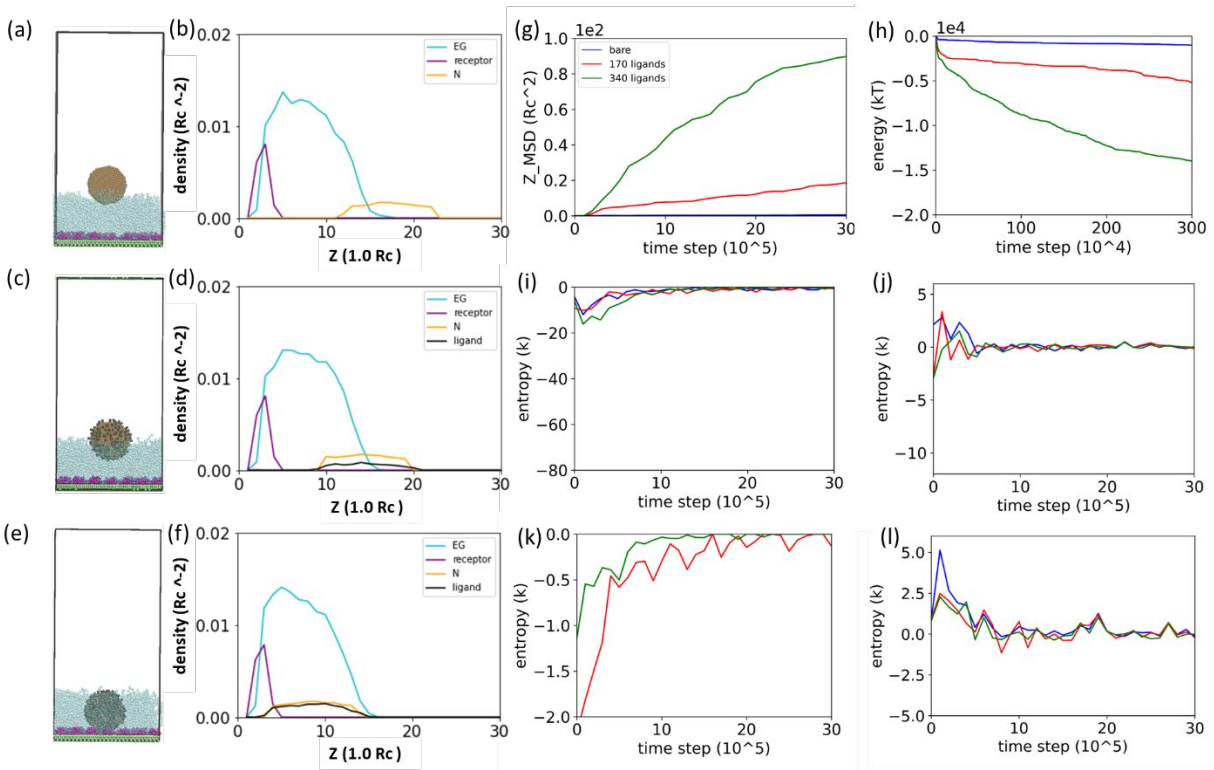 (a)
(b)
0.02
density (Rc ^-2)
0.01
0.00
0
10
20
30
Z (1.0 Rc )
EG
receptor
N
(g)
1e2
1.0
0.8
0.6
0.4
0.2
0.0
Z_MSD (Rc^2)
0
10
20
30
time step (10^5)
bare
170 ligands
340 ligands
(h)
1e4
0.0
−0.5
−1.0
−1.5
−2.0
energy (kT)
0
100
200
300
time step (10^4)
(c)
(d)
0.02
density (Rc ^-2)
0.01
0.00
0
10
20
30
Z (1.0 Rc )
EG
receptor
N
ligand
(i)
0
−20
−40
−60
−80
entropy (k)
0
10
20
30
time step (10^5)
(j)
5
0
−5
−10
entropy (k)
0
10
20
30
time step (10^5)
(e)
(f)
0.02
density (Rc ^-2)
0.01
0.00
0
10
20
30
Z (1.0 Rc )
EG
receptor
N
ligand
(k)
0.0
−0.5
−1.0
−1.5
−2.0
entropy (k)
0
10
20
30
time step (10^5)
(l)
5.0
2.5
0.0
−2.5
−5.0
entropy (k)
0
10
20
30
time step (10^5)